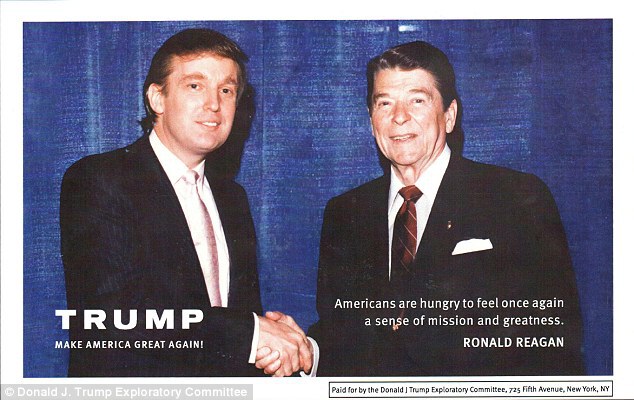 TRUMP
MAKE AMERICA GREAT AGAIN!
Americans are hungry to feel once again
a sense of mission and greatness.
RONALD REAGAN
© Donald J. Trump Exploratory Committee
Paid for by the Donald J Trump Exploratory Committee, 725 Fifth Avenue, New York, NY